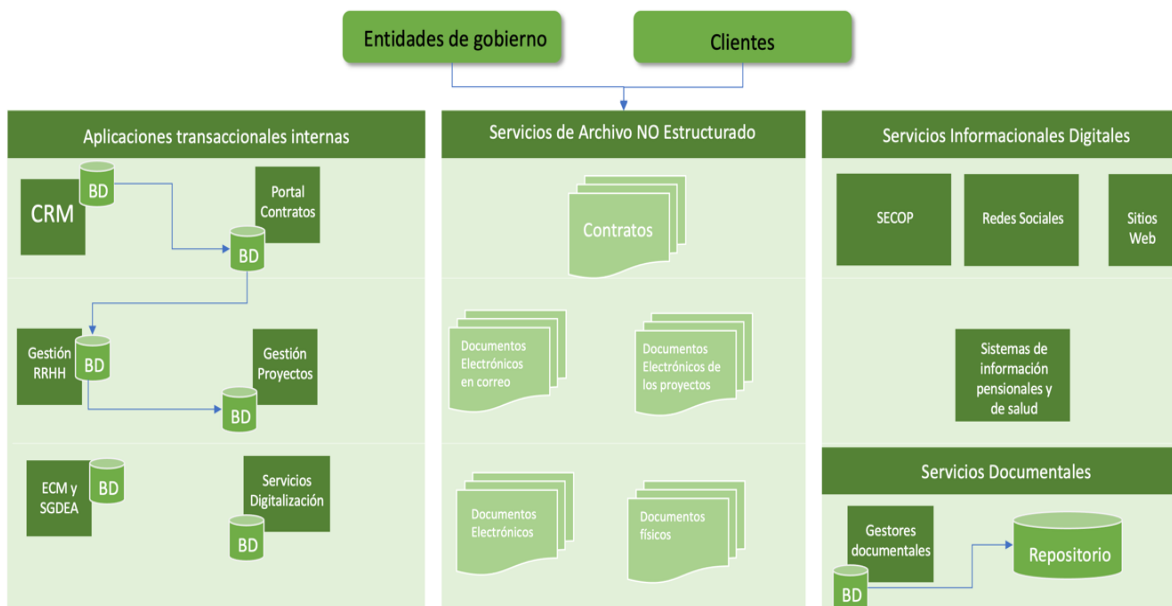 Entidades de gobierno
Clientes
Aplicaciones transaccionales internas
CRM
BD
Portal
Contratos
BD
Gestión
RRHH
BD
Gestión
Proyectos
BD
ECM y
SGDEA
BD
Servicios
Digitalización
BD
Servicios de Archivo NO Estructurado
Contratos
Documentos
Electrónicos
en correo
Documentos
Electrónicos de
los proyectos
Documentos
Electrónicos
Documentos
físicos
Servicios Informacionales Digitales
SECOP
Redes Sociales
Sitios
Web
Sistemas de
información
pensionales y
de salud
Servicios Documentales
Gestores
documentales
BD
Repositorio